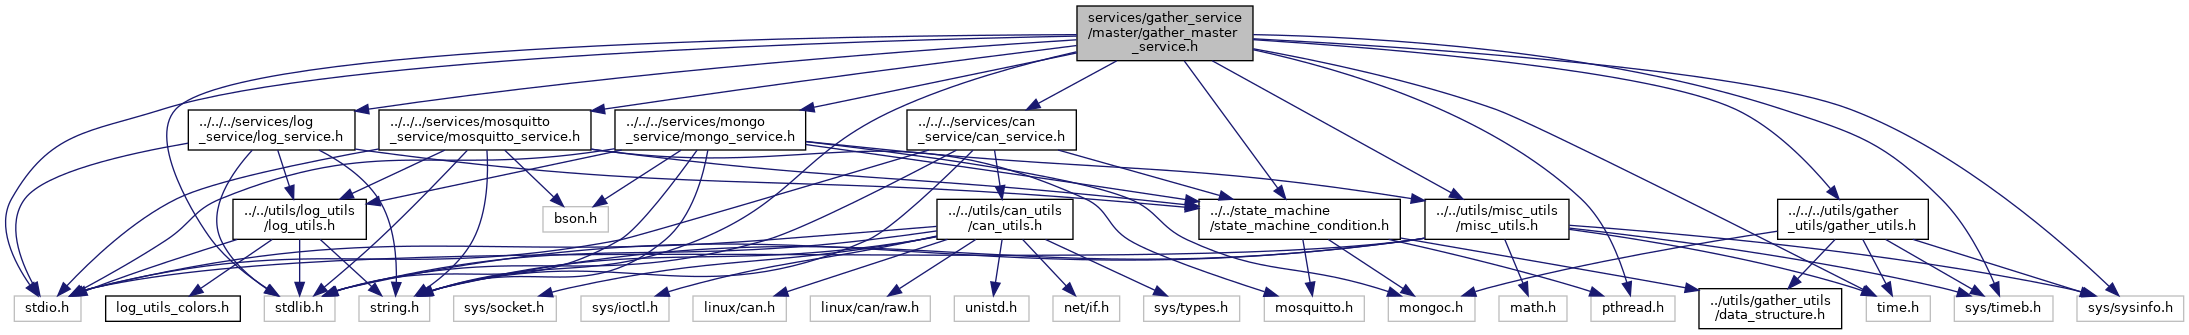 services/gather_service
/master/gather_master
_service.h
../../../services/log
_service/log_service.h
../../../services/mosquitto
_service/mosquitto_service.h
../../../services/mongo
_service/mongo_service.h
../../../services/can
_service/can_service.h
../../utils/log_utils
/log_utils.h
bson.h
../../utils/can_utils
/can_utils.h
../../state_machine
/state_machine_condition.h
../../utils/misc_utils
/misc_utils.h
../../../utils/gather
_utils/gather_utils.h
stdio.h
log_utils_colors.h
stdlib.h
string.h
sys/socket.h
sys/ioctl.h
linux/can.h
linux/can/raw.h
unistd.h
net/if.h
sys/types.h
mosquitto.h
mongoc.h
math.h
pthread.h
../utils/gather_utils
/data_structure.h
time.h
sys/timeb.h
sys/sysinfo.h